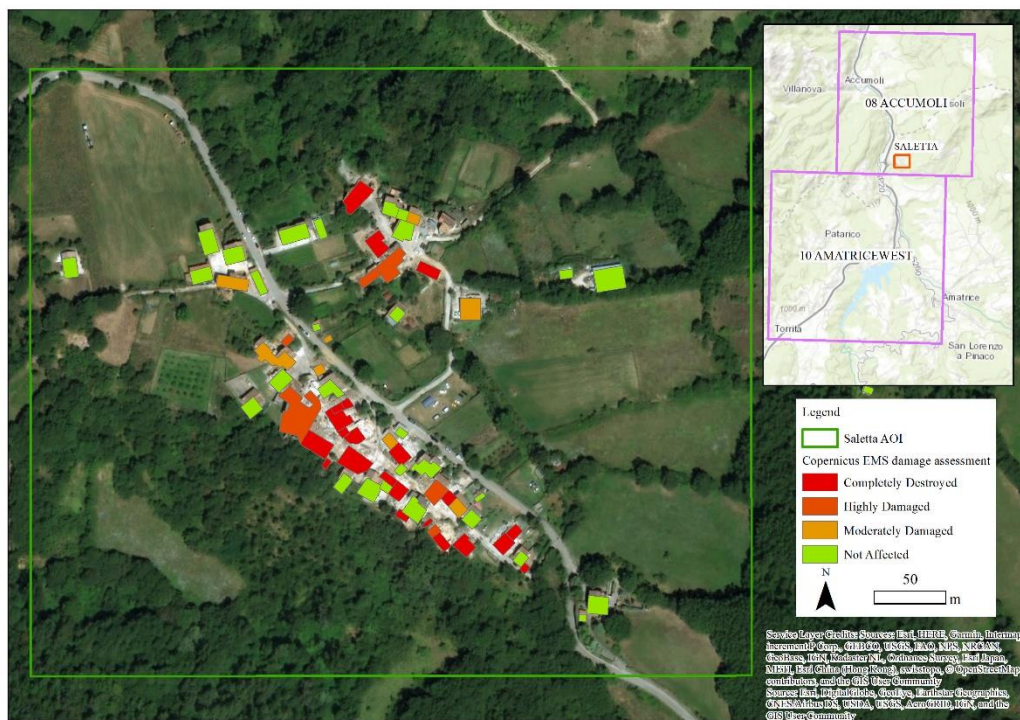 Accumoli
Villanova
08 ACCUMOLI
soli
SALETTA
Patarico
10 AMATRICEWEST
1000 m
Amatrice
Torrita
San Lorenzo
a Pinaco
Legend
Saletta AOI
Copernicus EMS damage assessment
Completely Destroyed
Highly Damaged
Moderately Damaged
Not Affected
N
50
m
Service Layer Credits: Sources: Esri, HERE, Garmin, Intermap,
increment P Corp., GEBCO, USGS, FAO, NPS, NRCAN,
GeoBase, IGN, Kadaster NL, Ordnance Survey, Esri Japan,
METI, Esri China (Hong Kong), swisstopo, © OpenStreetMap
contributors, and the GIS User Community
Sources: Esri, DigitalGlobe, GeoEye, Earthstar Geographics,
CNES/Airbus DS, USDA, USGS, AeroGRID, IGN, and the
GIS User Community